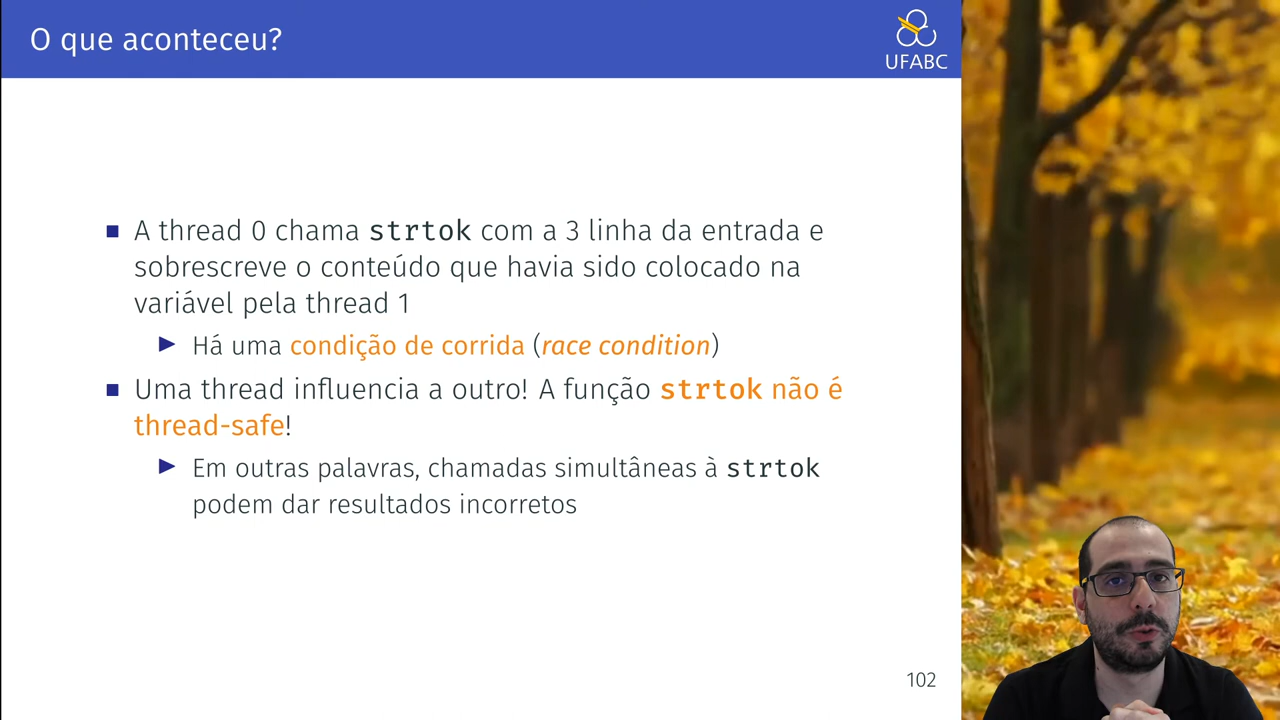 O que aconteceu?
UFABC
A thread 0 chama strtok com a 3 linha da entrada e
sobrescreve o conteúdo que havia sido colocado na
variável pela thread 1
Há uma condição de corrida (race condition)
Uma thread influencia a outro! A função strtok não é
thread-safe!
Em outras palavras, chamadas simultâneas à strtok
podem dar resultados incorretos
102